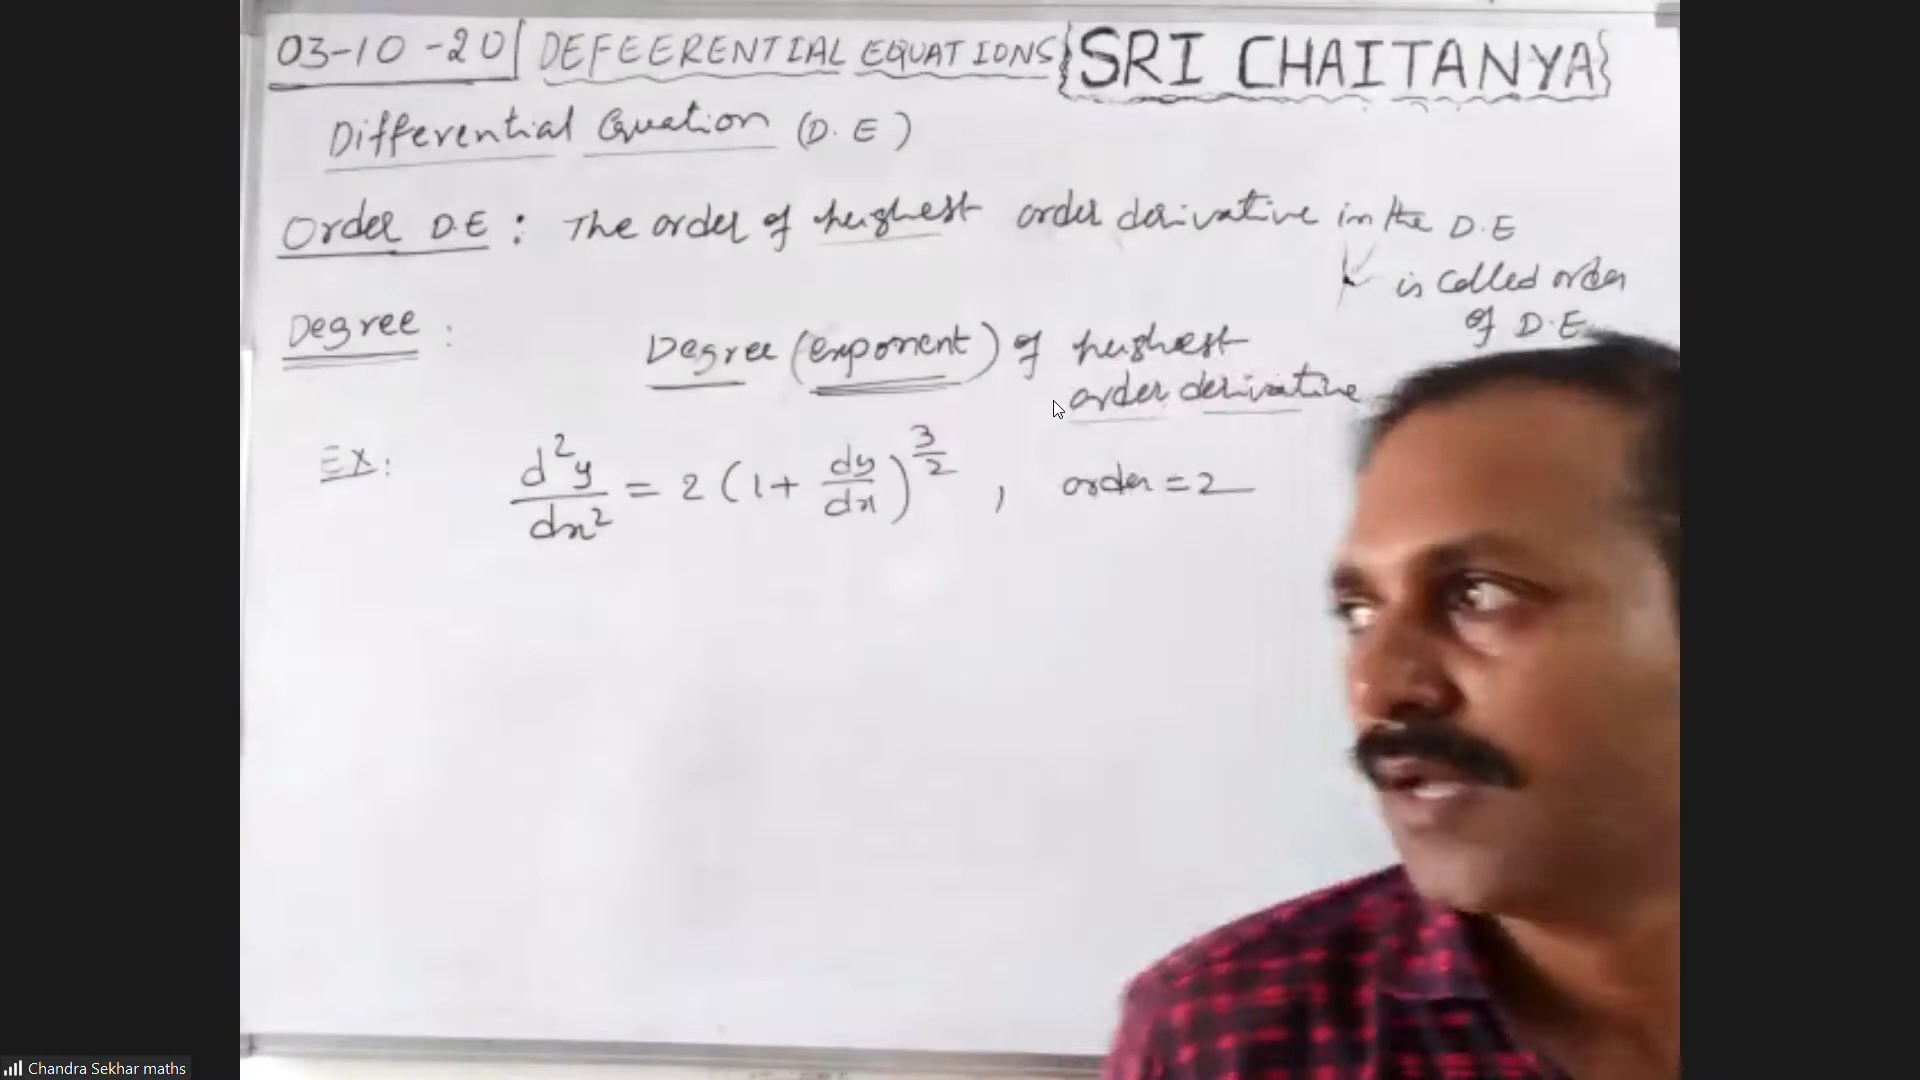 03-10-20 | DEFEERENTIAL EQUATIONS {SRI CHAITANYA}
Differential Equation (D.E)
Order D.E : The order of heighest order derivative in the D.E
is called order
of D.E
Degree :
Degree (exponent) of heighest
order derivative
EX: d²y/dx² = 2 (1 + dy/dx)^3/2 , order = 2
Chandra Sekhar maths